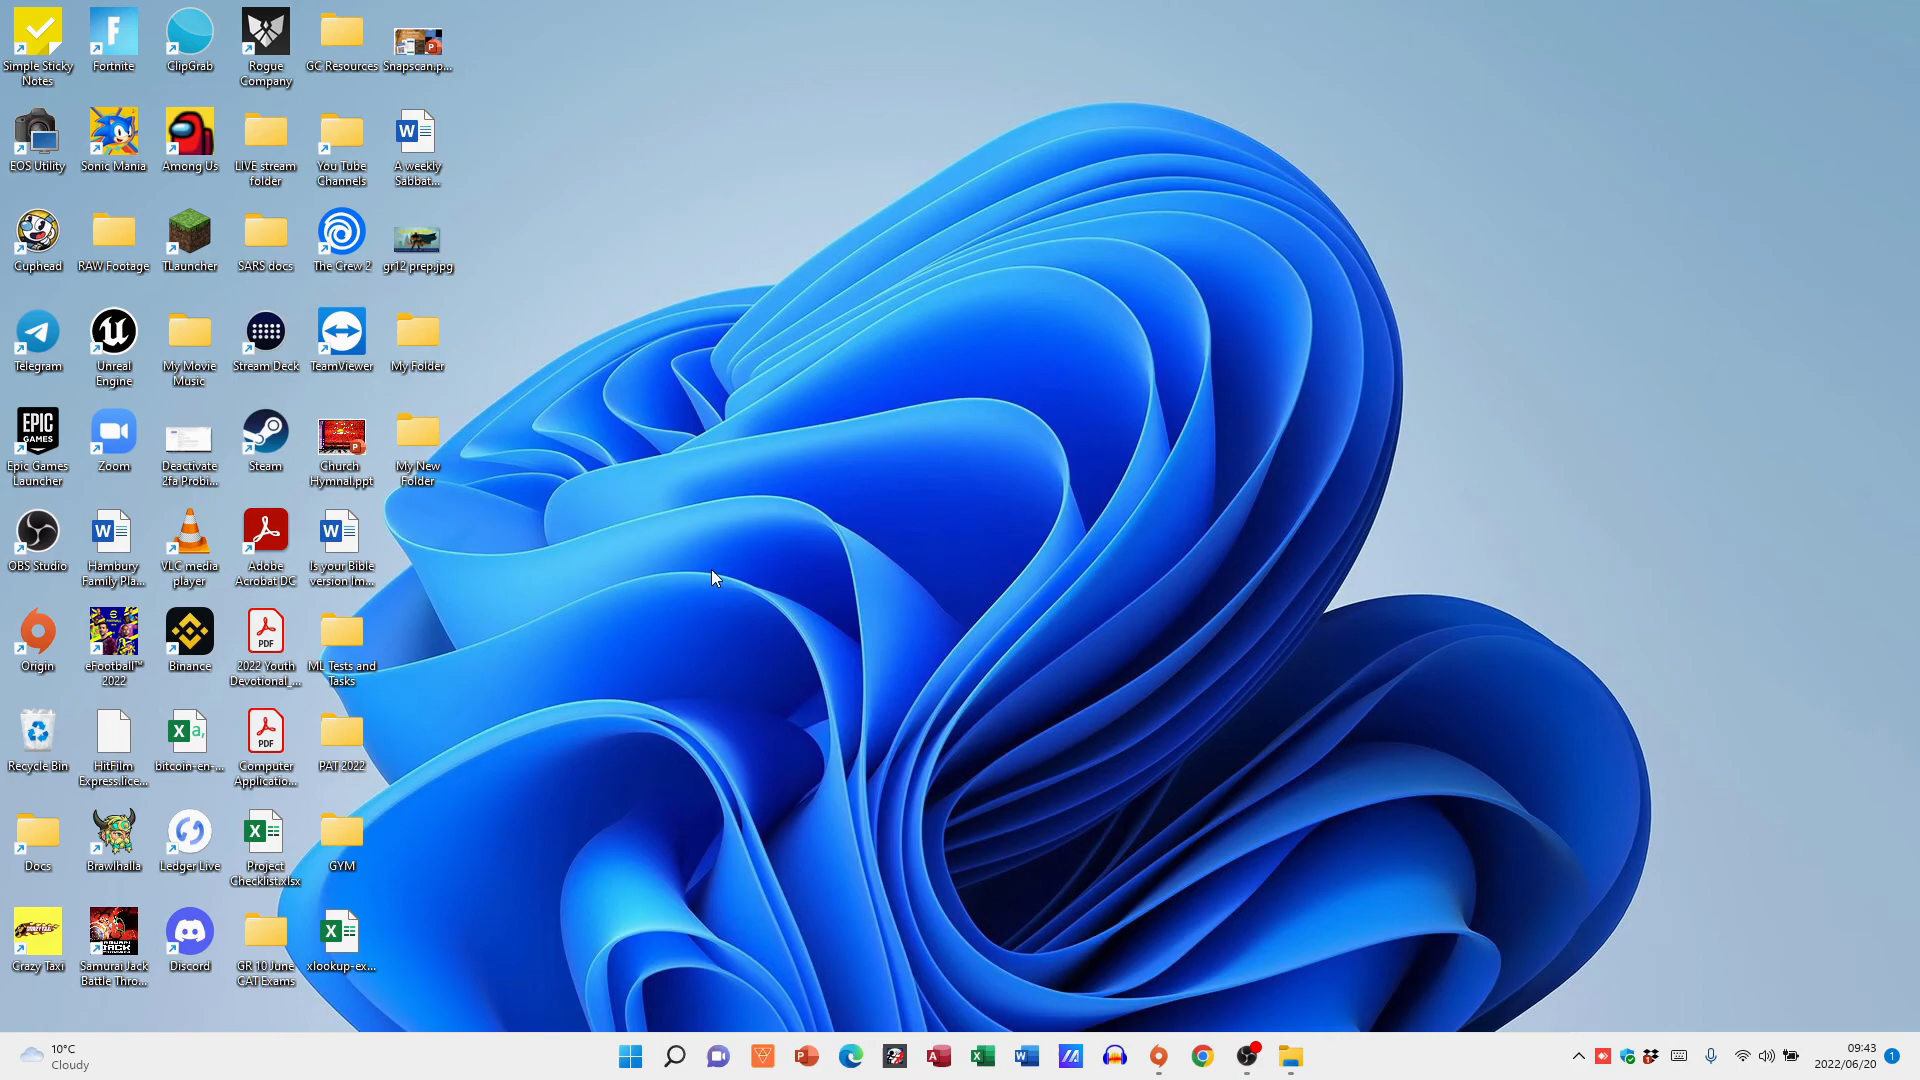 Simple Sticky
Notes
Fortnite
ClipGrab
Rogue
Company
GC Resources
Snapscan.p...
EOS Utility
Sonic Mania
Among Us
LIVE stream
folder
You Tube
Channels
A weekly
Sabbat...
Cuphead
RAW Footage
TLauncher
SARS docs
The Crew 2
gr12 prep.jpg
Telegram
Unreal
Engine
My Movie
Music
Stream Deck
TeamViewer
My Folder
EPIC
GAMES
Epic Games
Launcher
Zoom
Deactivate
2fa Probi...
Steam
Church
Hymnal.ppt
My New
Folder
OBS Studio
Hambury
Family Pla...
VLC media
player
Adobe
Acrobat DC
Is your Bible
version Im...
Origin
eFootball™
2022
Binance
PDF
2022 Youth
Devotional_...
ML Tests and
Tasks
Recycle Bin
HitFilm
Express.lice...
bitcoin-en-...
PDF
Computer
Applicatio...
PAT 2022
Docs
Brawlhalla
Ledger Live
Project
Checklist.xlsx
GYM
Crazy Taxi
Samurai Jack
Battle Thro...
Discord
GR 10 June
CAT Exams
xlookup-ex...
10°C
Cloudy
09:43
2022/06/20
1